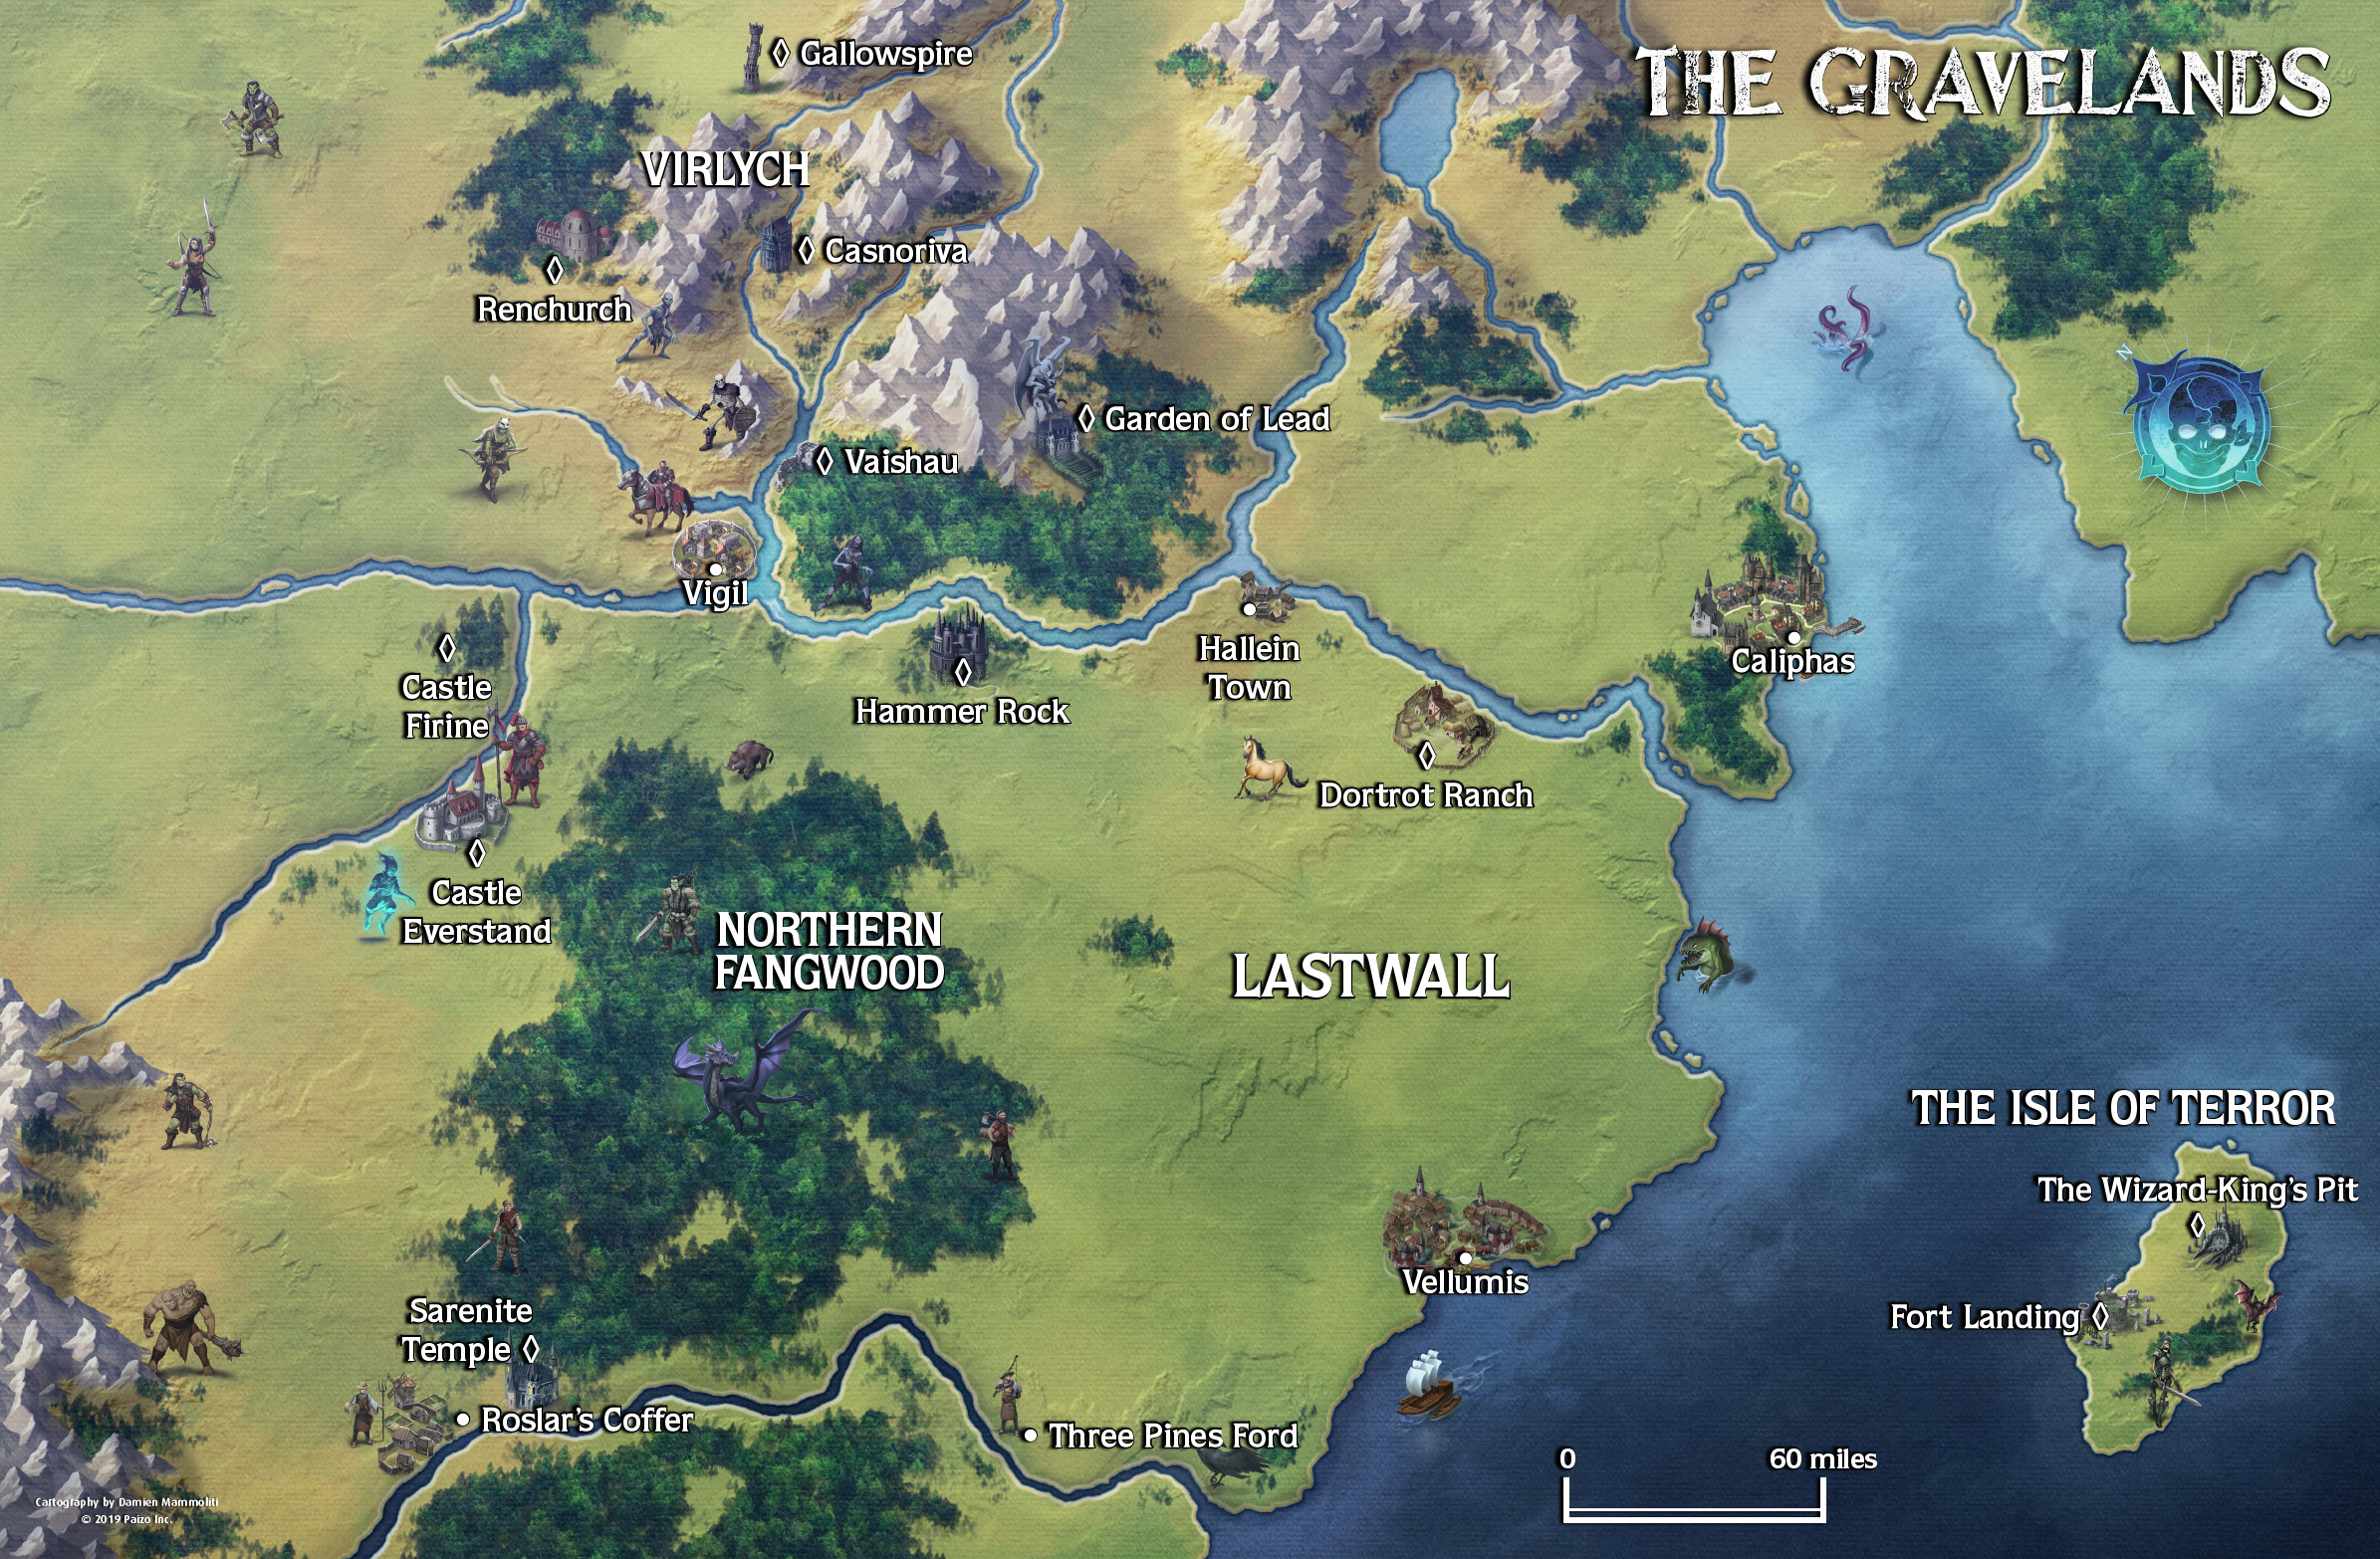 Gallowspire
THE GRAVELANDS
VIRLYCH
Casnoriva
Renchurch
N
Garden of Lead
Vaishau
Vigil
Hallein
Town
Caliphas
Castle
Firine
Hammer Rock
Dortrot Ranch
Castle
Everstand
NORTHERN
FANGWOOD
LASTWALL
THE ISLE OF TERROR
The Wizard-King's Pit
Vellumis
Fort Landing
Sarenite
Temple
Roslar's Coffer
Three Pines Ford
0 60 miles
Cartography by Damien Mammoliti
© 2019 Paizo Inc.